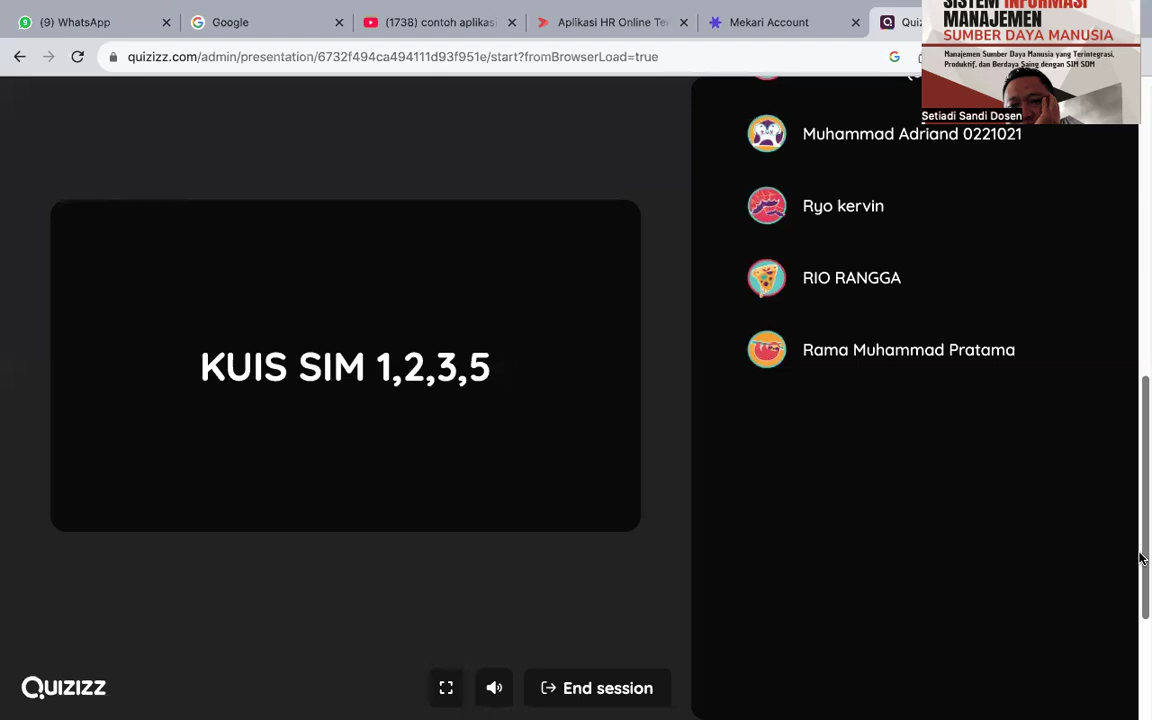 (9) WhatsApp
Google
(1738) contoh aplikasi
Aplikasi HR Online Te
Mekari Account
Qui
quizizz.com/admin/presentation/6732f494ca494111d93f951e/start?fromBrowserLoad=true
SISTEM INFORMASI
MANAJEMEN
SUMBER DAYA MANUSIA
Manajemen Sumber Daya Manusia yang Terintegrasi,
Produktif, dan Berdaya Saing dengan SIM SDM
Setiadi Sandi Dosen
Muhammad Adriand 0221021
Ryo kervin
RIO RANGGA
Rama Muhammad Pratama
KUIS SIM 1,2,3,5
Quizizz
End session